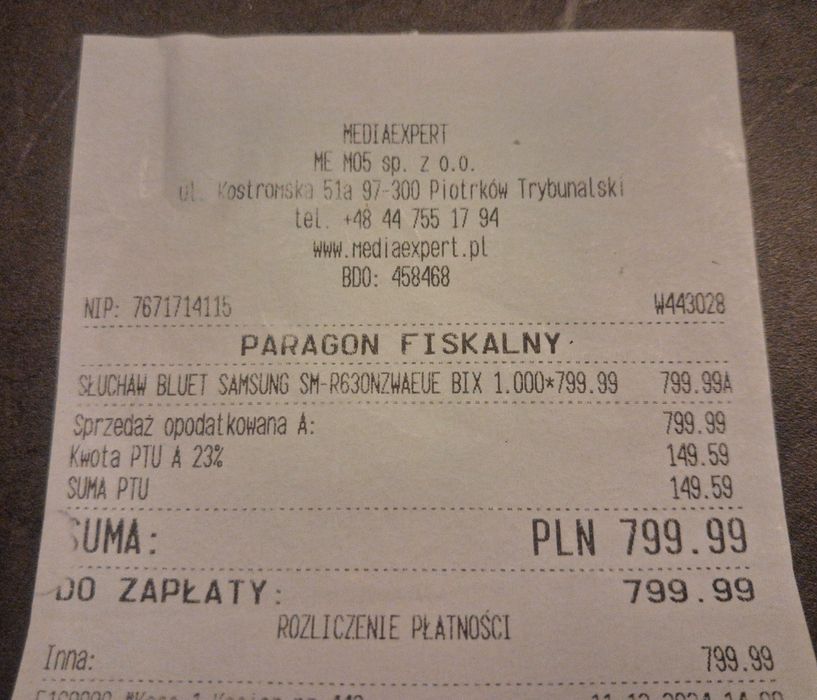 MEDIAEXPERT
ME M05 sp. z o.o.
ul. Kostromska 51a 97-300 Piotrków Trybunalski
tel. +48 44 755 17 94
www.mediaexpert.pl
BDO: 458468
NIP: 7671714115 W443028
PARAGON FISKALNY
SŁUCHAW BLUET SAMSUNG SM-R630NZWAEUE BIX 1.000*799.99 799.99A
Sprzedaż opodatkowana A: 799.99
Kwota PTU A 23% 149.59
SUMA PTU 149.59
SUMA: PLN 799.99
DO ZAPŁATY: 799.99
ROZLICZENIE PŁATNOŚCI
Inna: 799.99